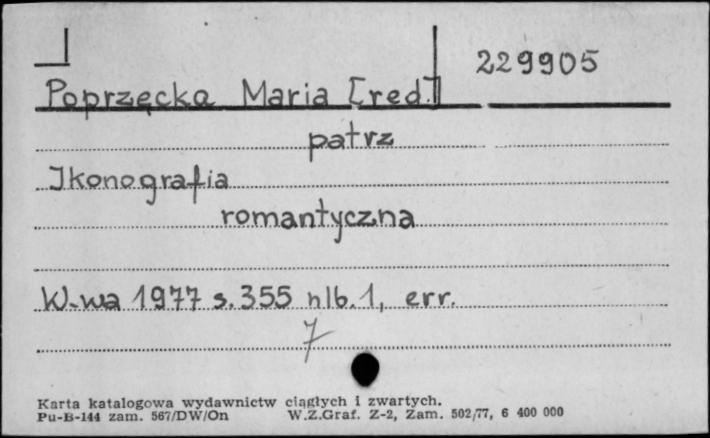 229905
Poprzęcka Maria [red.]
patrz
Ikonografia
romantyczna
W-wa 1977 s. 355 nlb. 1, err.
7
Karta katalogowa wydawnictw ciągłych i zwartych.
Pu-B-144 zam. 567/DW/On W.Z.Graf. Z-2, Zam. 502/77, 6 400 000